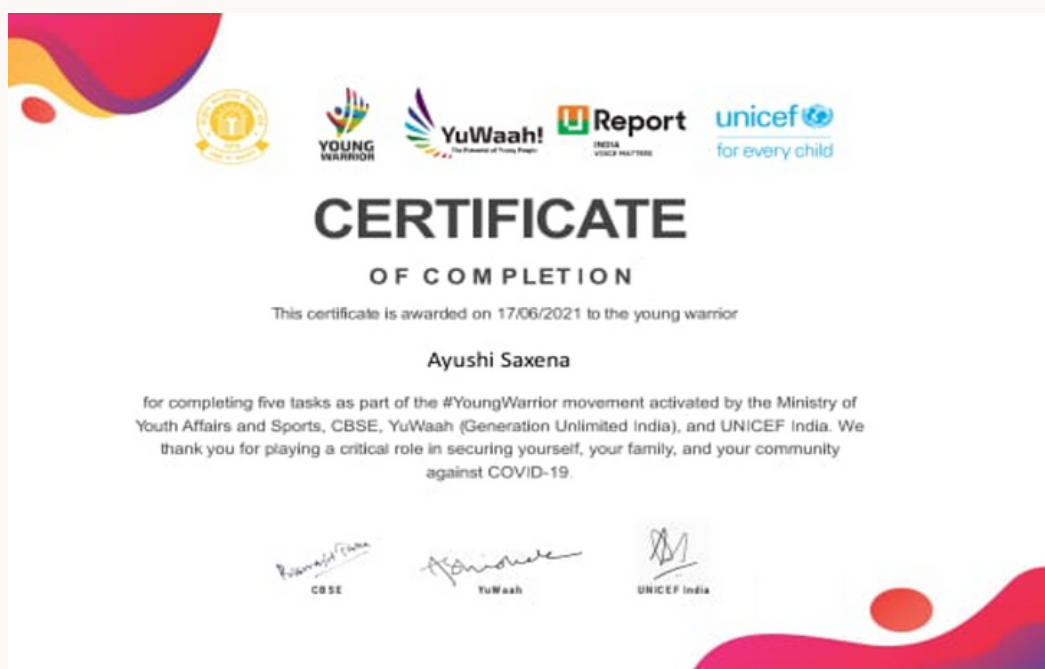 YOUNG
WARRIOR
YuWaah!
The Potential of Young People
U Report
INDIA
VOICE MATTERS
unicef
for every child
CERTIFICATE
OF COMPLETION
This certificate is awarded on 17/06/2021 to the young warrior
Ayushi Saxena
for completing five tasks as part of the #YoungWarrior movement activated by the Ministry of
Youth Affairs and Sports, CBSE, YuWaah (Generation Unlimited India), and UNICEF India. We
thank you for playing a critical role in securing yourself, your family, and your community
against COVID-19.
CBSE
YuWaah
UNICEF India